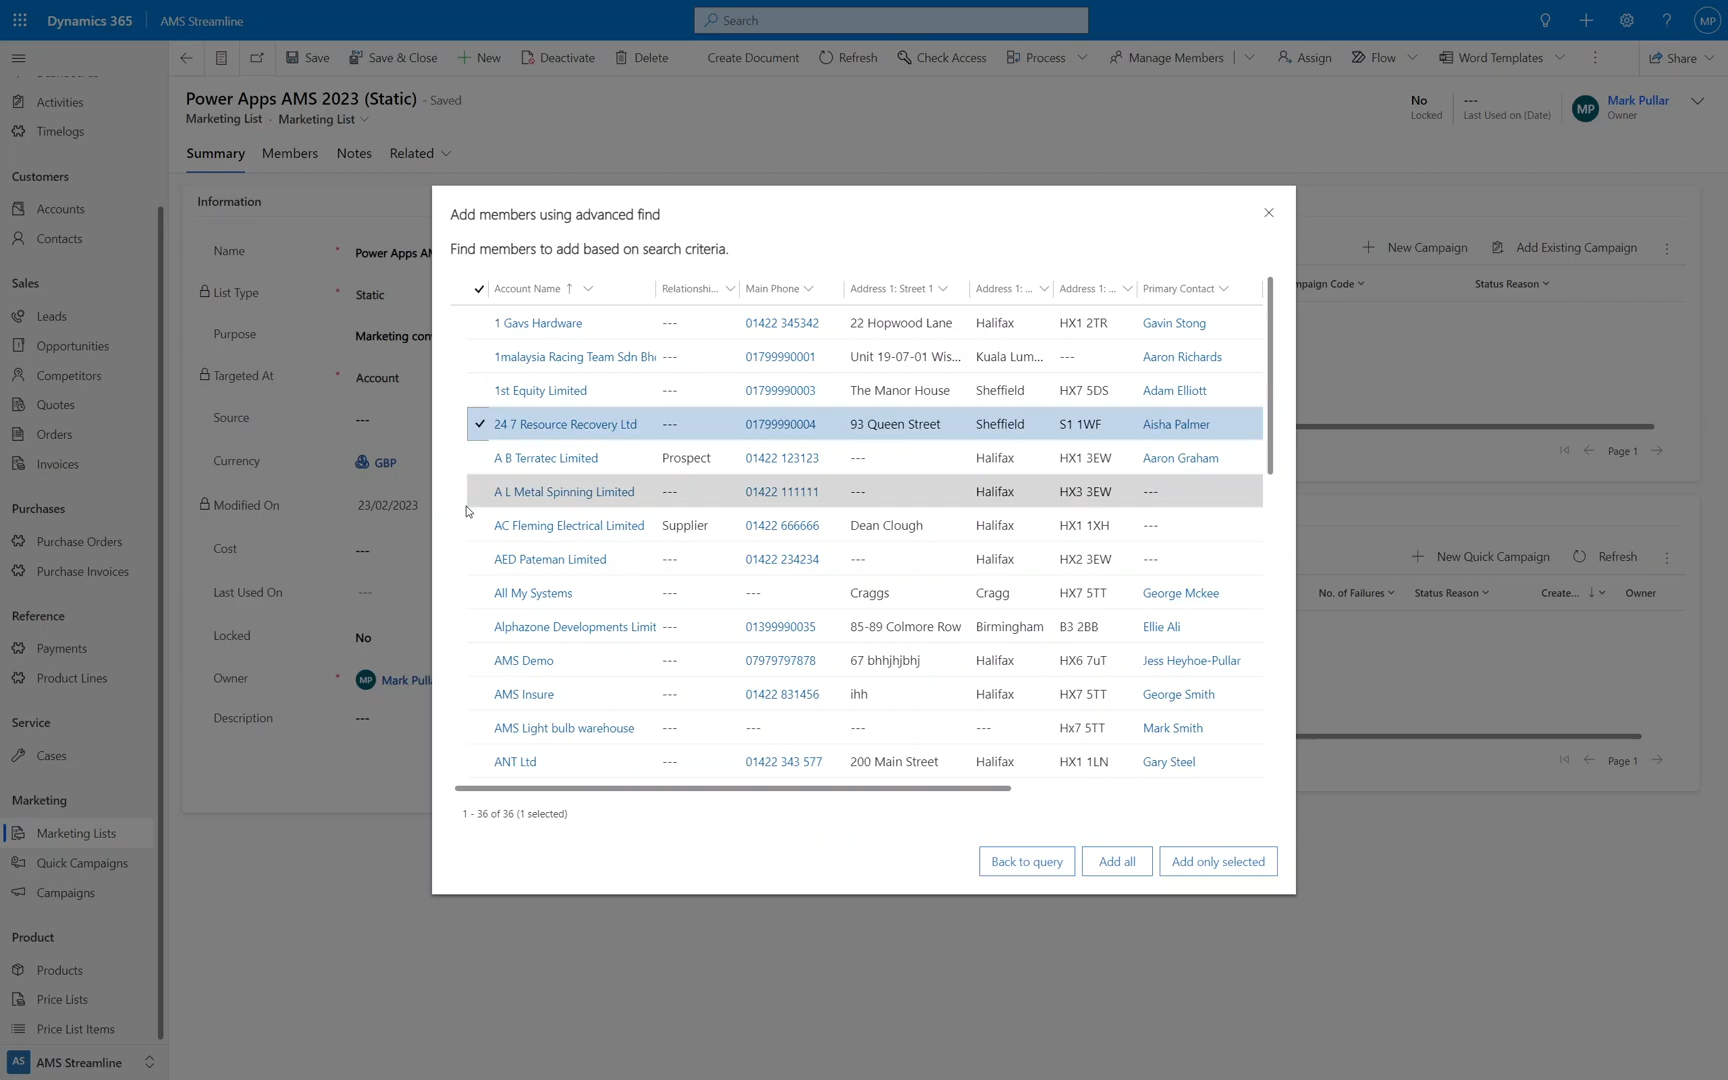 Dynamics 365
AMS Streamline
Search
MP
Save
Save & Close
New
Deactivate
Delete
Create Document
Refresh
Check Access
Process
Manage Members
Assign
Flow
Word Templates
Share
Power Apps AMS 2023 (Static) - Saved
Marketing List · Marketing List
No
Locked
---
Last Used on (Date)
MP
Mark Pullar
Owner
Summary
Members
Notes
Related
Activities
Timelogs
Customers
Accounts
Contacts
Sales
Leads
Opportunities
Competitors
Quotes
Orders
Invoices
Purchases
Purchase Orders
Purchase Invoices
Reference
Payments
Product Lines
Service
Cases
Marketing
Marketing Lists
Quick Campaigns
Campaigns
Product
Products
Price Lists
Price List Items
AS AMS Streamline
Information
Name * Power Apps AM
List Type * Static
Purpose Marketing con
Targeted At * Account
Source ---
Currency GBP
Modified On 23/02/2023
Cost ---
Last Used On ---
Locked No
Owner * MP Mark Pulla
Description ---
Add members using advanced find
Find members to add based on search criteria.
Account Name ↑ Relationshi... Main Phone Address 1: Street 1 Address 1: ... Address 1: ... Primary Contact
1 Gavs Hardware --- 01422 345342 22 Hopwood Lane Halifax HX1 2TR Gavin Stong
1malaysia Racing Team Sdn Bh --- 01799990001 Unit 19-07-01 Wis... Kuala Lum... --- Aaron Richards
1st Equity Limited --- 01799990003 The Manor House Sheffield HX7 5DS Adam Elliott
24 7 Resource Recovery Ltd --- 01799990004 93 Queen Street Sheffield S1 1WF Aisha Palmer
A B Terratec Limited Prospect 01422 123123 --- Halifax HX1 3EW Aaron Graham
A L Metal Spinning Limited --- 01422 111111 --- Halifax HX3 3EW ---
AC Fleming Electrical Limited Supplier 01422 666666 Dean Clough Halifax HX1 1XH ---
AED Pateman Limited --- 01422 234234 --- Halifax HX2 3EW ---
All My Systems --- --- Craggs Cragg HX7 5TT George Mckee
Alphazone Developments Limit --- 01399990035 85-89 Colmore Row Birmingham B3 2BB Ellie Ali
AMS Demo --- 07979797878 67 bhhjhjbhj Halifax HX6 7uT Jess Heyhoe-Pullar
AMS Insure --- 01422 831456 ihh Halifax HX7 5TT George Smith
AMS Light bulb warehouse --- --- --- --- Hx7 5TT Mark Smith
ANT Ltd --- 01422 343 577 200 Main Street Halifax HX1 1LN Gary Steel
1 - 36 of 36 (1 selected)
Back to query
Add all
Add only selected
New Campaign
Add Existing Campaign
mpaign Code
Status Reason
Page 1
New Quick Campaign
Refresh
No. of Failures
Status Reason
Create... ↓
Owner
Page 1